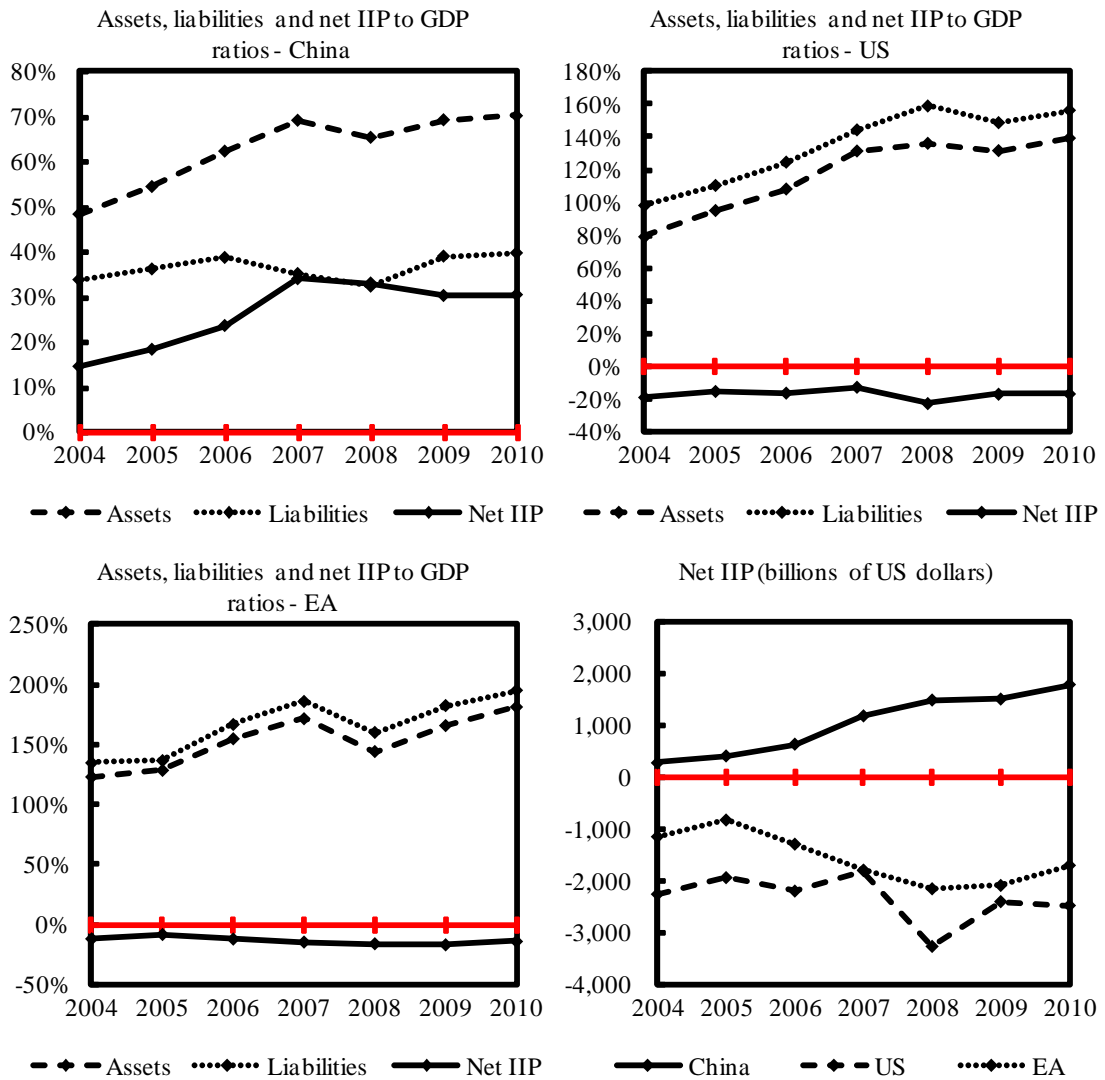 Assets, liabilities and net IIP to GDP
ratios - China
80%
70%
60%
50%
40%
30%
20%
10%
0%
2004 2005 2006 2007 2008 2009 2010
Assets Liabilities Net IIP
Assets, liabilities and net IIP to GDP
ratios - US
180%
160%
140%
120%
100%
80%
60%
40%
20%
0%
-20%
-40%
2004 2005 2006 2007 2008 2009 2010
Assets Liabilities Net IIP
Assets, liabilities and net IIP to GDP
ratios - EA
250%
200%
150%
100%
50%
0%
-50%
2004 2005 2006 2007 2008 2009 2010
Assets Liabilities Net IIP
Net IIP (billions of US dollars)
3,000
2,000
1,000
0
-1,000
-2,000
-3,000
-4,000
2004 2005 2006 2007 2008 2009 2010
China US EA